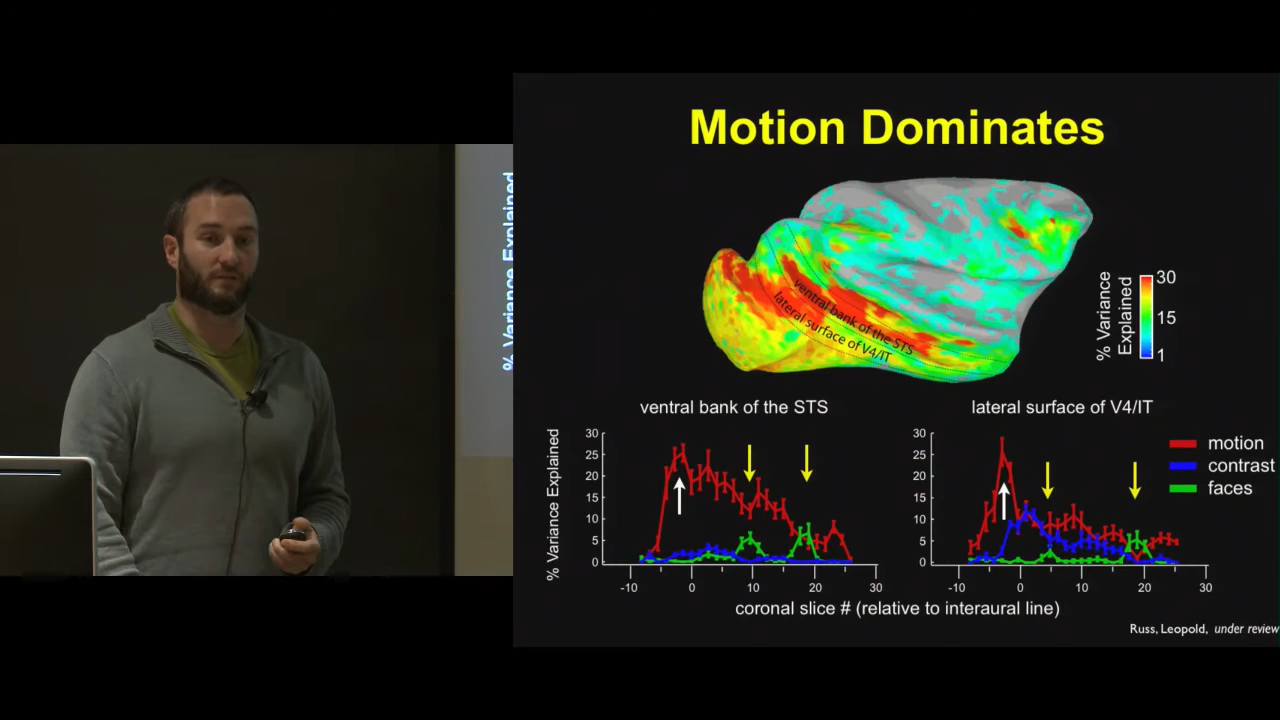 Motion Dominates
% Variance Explained
ventral bank of the STS
lateral surface of V4/IT
% Variance
Explained
30
15
1
ventral bank of the STS
lateral surface of V4/IT
% Variance Explained
30
25
20
15
10
5
0
-10
0
10
20
30
30
25
20
15
10
5
0
-10
0
10
20
30
motion
contrast
faces
coronal slice # (relative to interaural line)
Russ, Leopold, under review